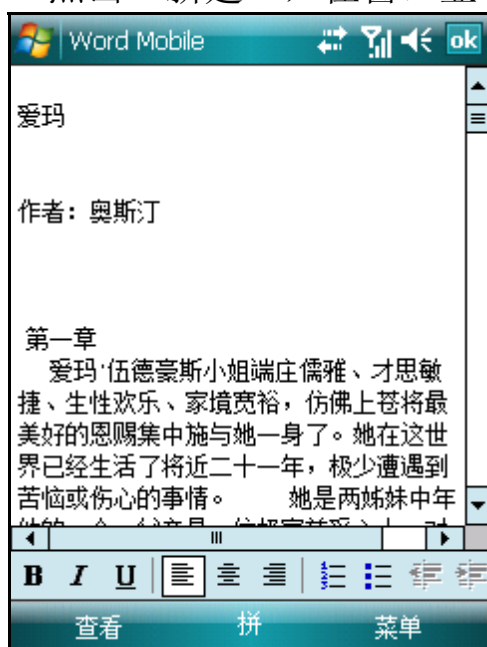 Word Mobile
ok
爱玛
作者：奥斯汀
第一章
爱玛·伍德豪斯小姐端庄儒雅、才思敏
捷、生性欢乐、家境宽裕，仿佛上苍将最
美好的恩赐集中施与她一身了。她在这世
界已经生活了将近二十一年，极少遭遇到
苦恼或伤心的事情。 她是两姊妹中年
B I U
查看 拼 菜单